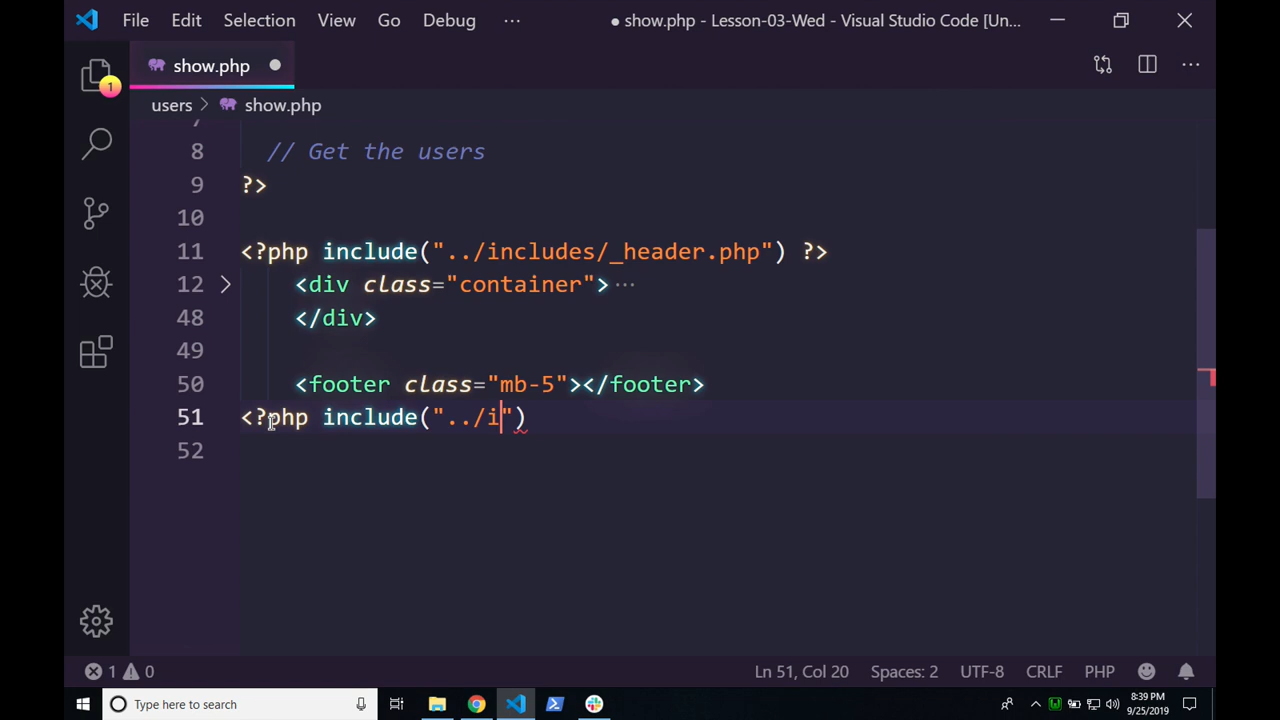 File Edit Selection View Go Debug ··· ● show.php - Lesson-03-Wed - Visual Studio Code [Un...
show.php ●
1
users > show.php
7
8 // Get the users
9 ?>
10
11 <?php include("../includes/_header.php") ?>
12 <div class="container">···
48 </div>
49
50 <footer class="mb-5"></footer>
51 <?php include("../i")
52
1 0 Ln 51, Col 20 Spaces: 2 UTF-8 CRLF PHP
Type here to search
8:39 PM
9/25/2019